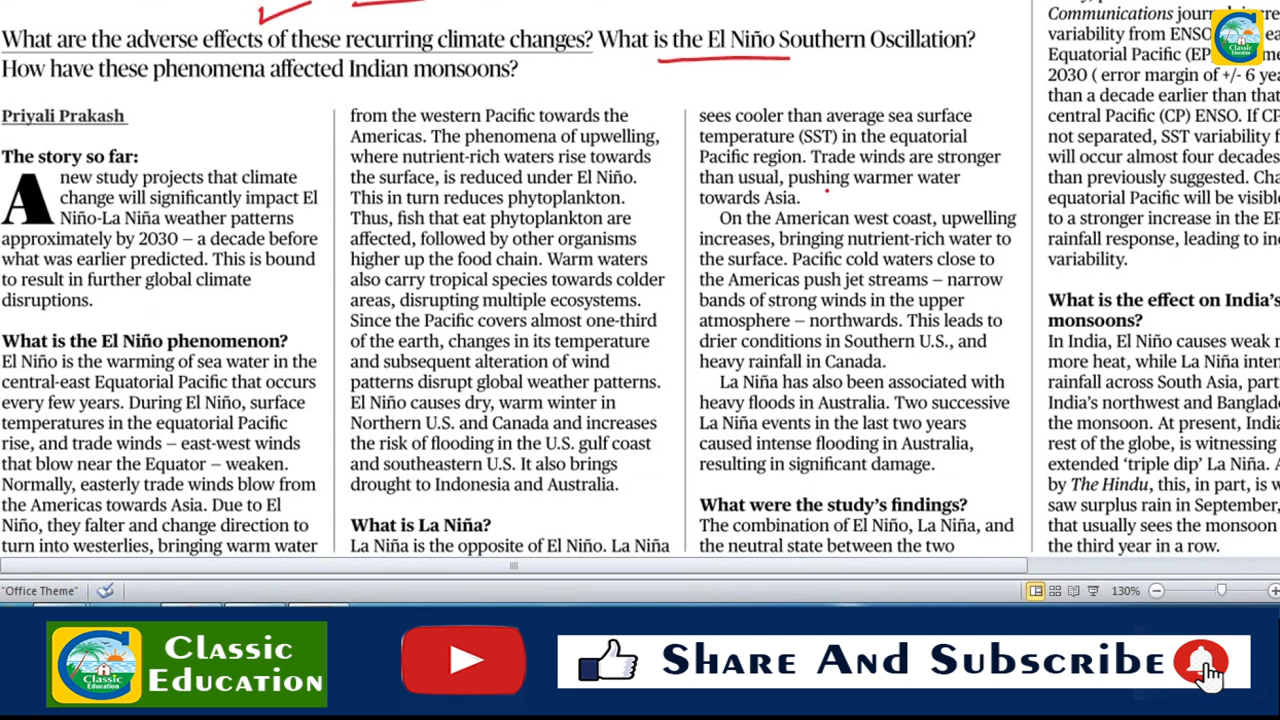 What are the adverse effects of these recurring climate changes? What is the El Niño Southern Oscillation?
How have these phenomena affected Indian monsoons?
Priyali Prakash
The story so far:
A new study projects that climate
change will significantly impact El
Niño-La Niña weather patterns
approximately by 2030 – a decade before
what was earlier predicted. This is bound
to result in further global climate
disruptions.
What is the El Niño phenomenon?
El Niño is the warming of sea water in the
central-east Equatorial Pacific that occurs
every few years. During El Niño, surface
temperatures in the equatorial Pacific
rise, and trade winds – east-west winds
that blow near the Equator – weaken.
Normally, easterly trade winds blow from
the Americas towards Asia. Due to El
Niño, they falter and change direction to
turn into westerlies, bringing warm water
from the western Pacific towards the
Americas. The phenomena of upwelling,
where nutrient-rich waters rise towards
the surface, is reduced under El Niño.
This in turn reduces phytoplankton.
Thus, fish that eat phytoplankton are
affected, followed by other organisms
higher up the food chain. Warm waters
also carry tropical species towards colder
areas, disrupting multiple ecosystems.
Since the Pacific covers almost one-third
of the earth, changes in its temperature
and subsequent alteration of wind
patterns disrupt global weather patterns.
El Niño causes dry, warm winter in
Northern U.S. and Canada and increases
the risk of flooding in the U.S. gulf coast
and southeastern U.S. It also brings
drought to Indonesia and Australia.
What is La Niña?
La Niña is the opposite of El Niño. La Niña
sees cooler than average sea surface
temperature (SST) in the equatorial
Pacific region. Trade winds are stronger
than usual, pushing warmer water
towards Asia.
On the American west coast, upwelling
increases, bringing nutrient-rich water to
the surface. Pacific cold waters close to
the Americas push jet streams – narrow
bands of strong winds in the upper
atmosphere – northwards. This leads to
drier conditions in Southern U.S., and
heavy rainfall in Canada.
La Niña has also been associated with
heavy floods in Australia. Two successive
La Niña events in the last two years
caused intense flooding in Australia,
resulting in significant damage.
What were the study's findings?
The combination of El Niño, La Niña, and
the neutral state between the two
Communications
variability from
Equatorial Pacific
2030 ( error margin of +/- 6
than a decade earlier than that
central Pacific (CP) ENSO. If CP
not separated, SST variability
will occur almost four decades
than previously suggested.
equatorial Pacific will be visible
to a stronger increase in the
rainfall response, leading to
variability.
What is the effect on India's
monsoons?
In India, El Niño causes weak
more heat, while La Niña
rainfall across South Asia,
India's northwest and
the monsoon. At present,
rest of the globe, is witnessing
extended 'triple dip' La Niña.
by The Hindu, this, in part, is
saw surplus rain in September,
that usually sees the monsoon
the third year in a row.
"Office Theme"
130%
Classic
Education
Classic
Education
Classic
Education
Share And Subscribe